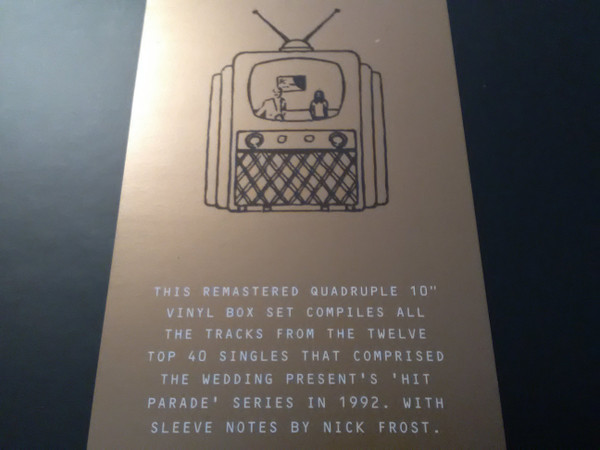 THIS REMASTERED QUADRUPLE 10"
VINYL BOX SET COMPILES ALL
THE TRACKS FROM THE TWELVE
TOP 40 SINGLES THAT COMPRISED
THE WEDDING PRESENT'S 'HIT
PARADE' SERIES IN 1992. WITH
SLEEVE NOTES BY NICK FROST.